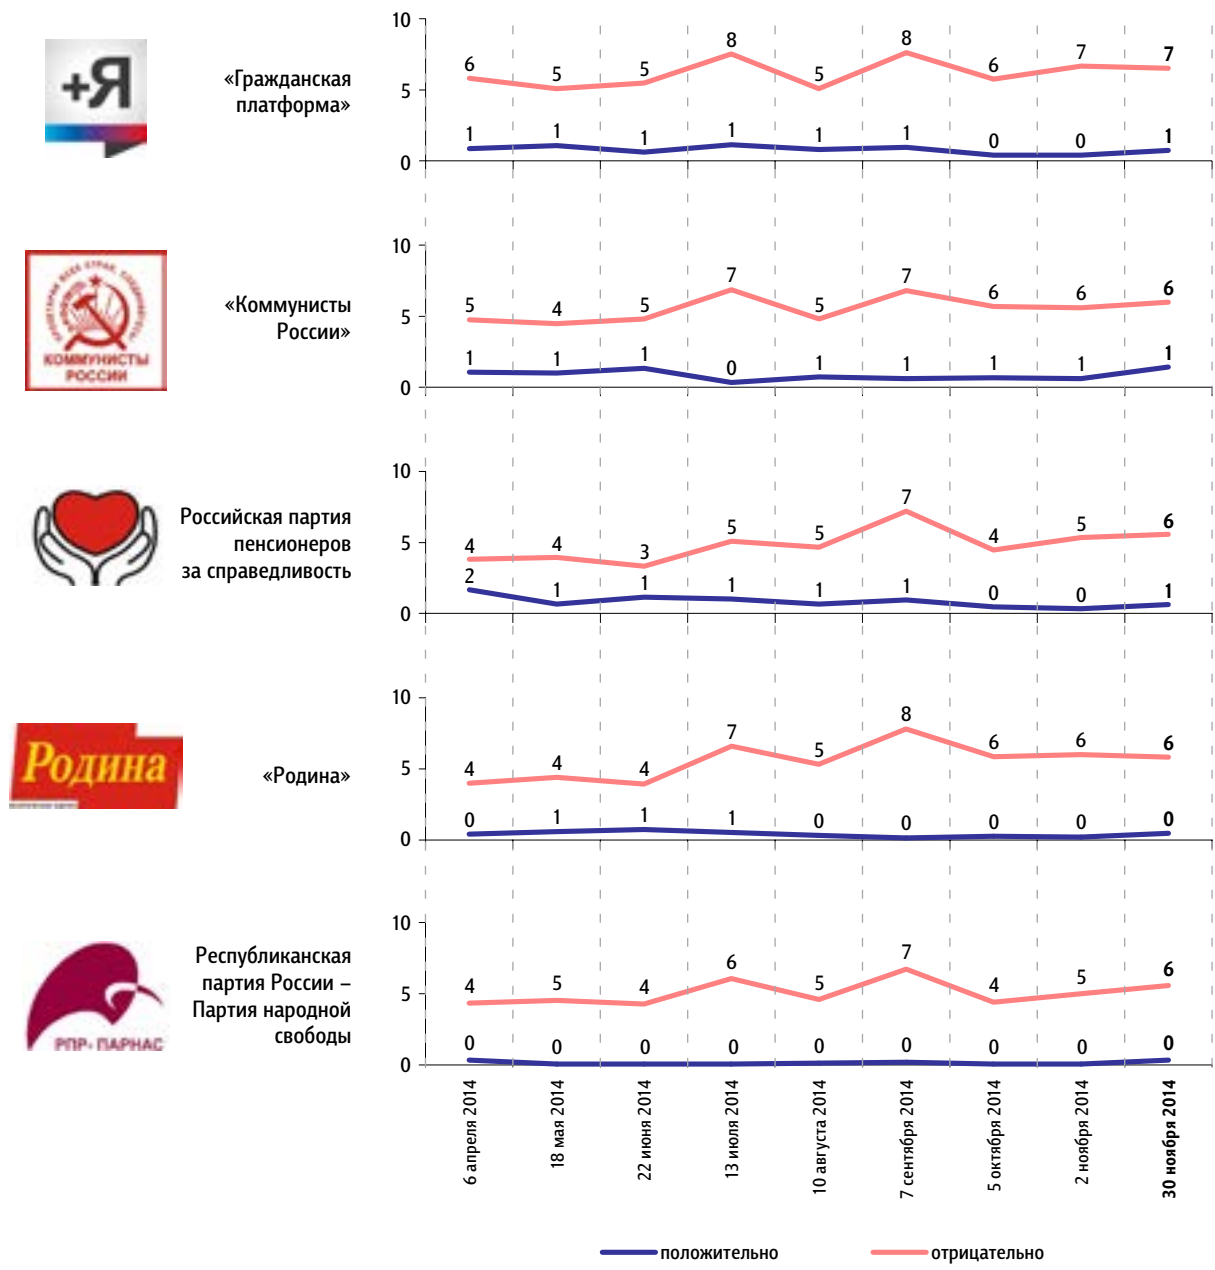 10
5
0
+Я
«Гражданская
платформа»
6 5 5 8 5 8 6 7 7
1 1 1 1 1 1 0 0 1
10
5
0
КОММУНИСТЫ
РОССИИ
«Коммунисты
России»
5 4 5 7 5 7 6 6 6
1 1 1 0 1 1 1 1 1
10
5
0
Российская партия
пенсионеров
за справедливость
4 4 3 5 5 7 4 5 6
2 1 1 1 1 1 0 0 1
10
5
0
Родина
«Родина»
4 4 4 7 5 8 6 6 6
0 1 1 1 0 0 0 0 0
10
5
0
РПР-ПАРНАС
Республиканская
партия России –
Партия народной
свободы
4 5 4 6 5 7 4 5 6
0 0 0 0 0 0 0 0 0
6 апреля 2014
18 мая 2014
22 июня 2014
13 июля 2014
10 августа 2014
7 сентября 2014
5 октября 2014
2 ноября 2014
30 ноября 2014
положительно
отрицательно